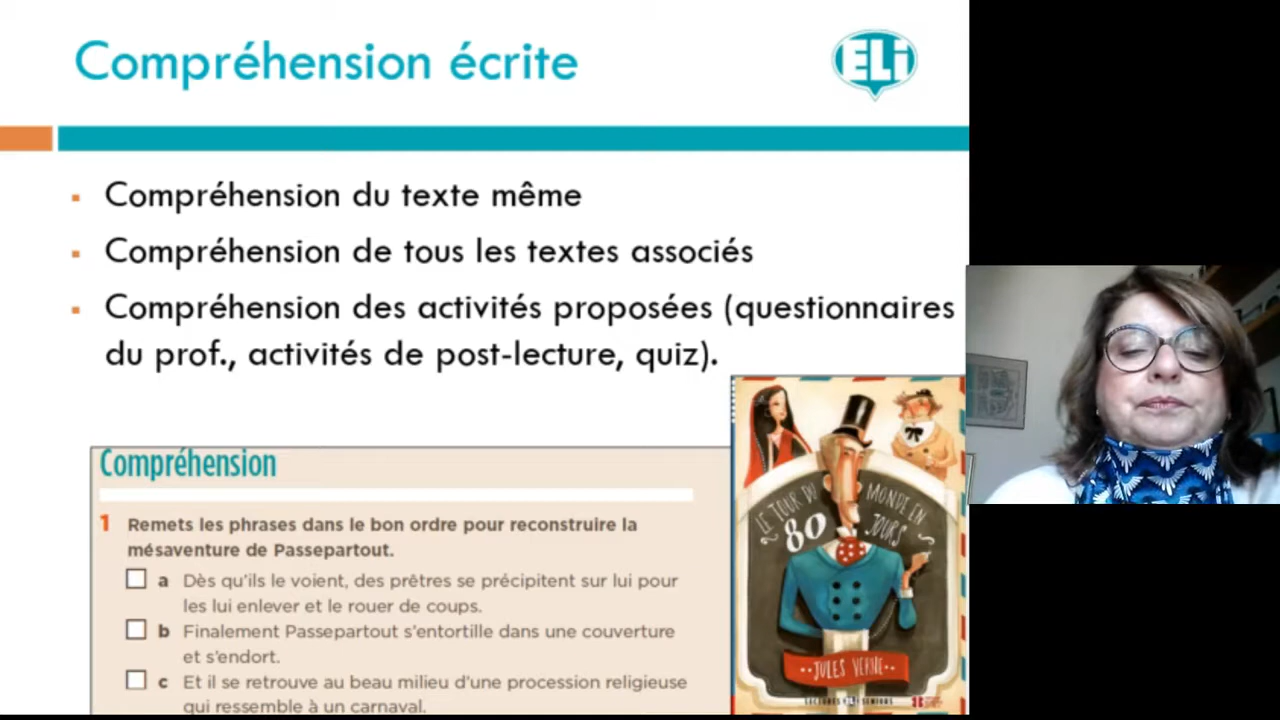 Compréhension écrite
ELi
▪ Compréhension du texte même
▪ Compréhension de tous les textes associés
▪ Compréhension des activités proposées (questionnaires
du prof., activités de post-lecture, quiz).
Compréhension
1 Remets les phrases dans le bon ordre pour reconstruire la
mésaventure de Passepartout.
a Dès qu'ils le voient, des prêtres se précipitent sur lui pour
les lui enlever et le rouer de coups.
b Finalement Passepartout s'entortille dans une couverture
et s'endort.
c Et il se retrouve au beau milieu d'une procession religieuse
qui ressemble à un carnaval.
LE TOUR DU MONDE EN
80 JOURS
JULES VERNE
LECTURES ELI SENIORS